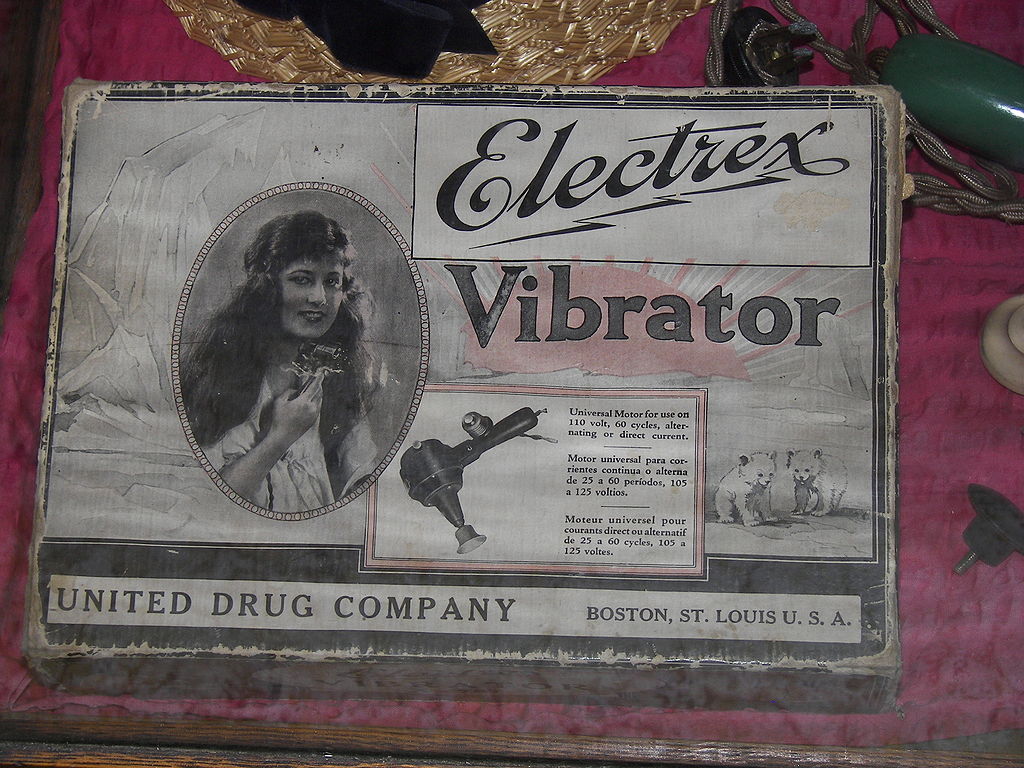 Electrex
Vibrator
Universal Motor for use on
110 volt, 60 cycles, alter-
nating or direct current.
Motor universal para cor-
rientes continua o alterna
de 25 a 60 períodos, 105
a 125 voltios.
Moteur universel pour
courants direct ou alternatif
de 25 a 60 cycles, 105 a
125 voltes.
UNITED DRUG COMPANY
BOSTON, ST. LOUIS U. S. A.